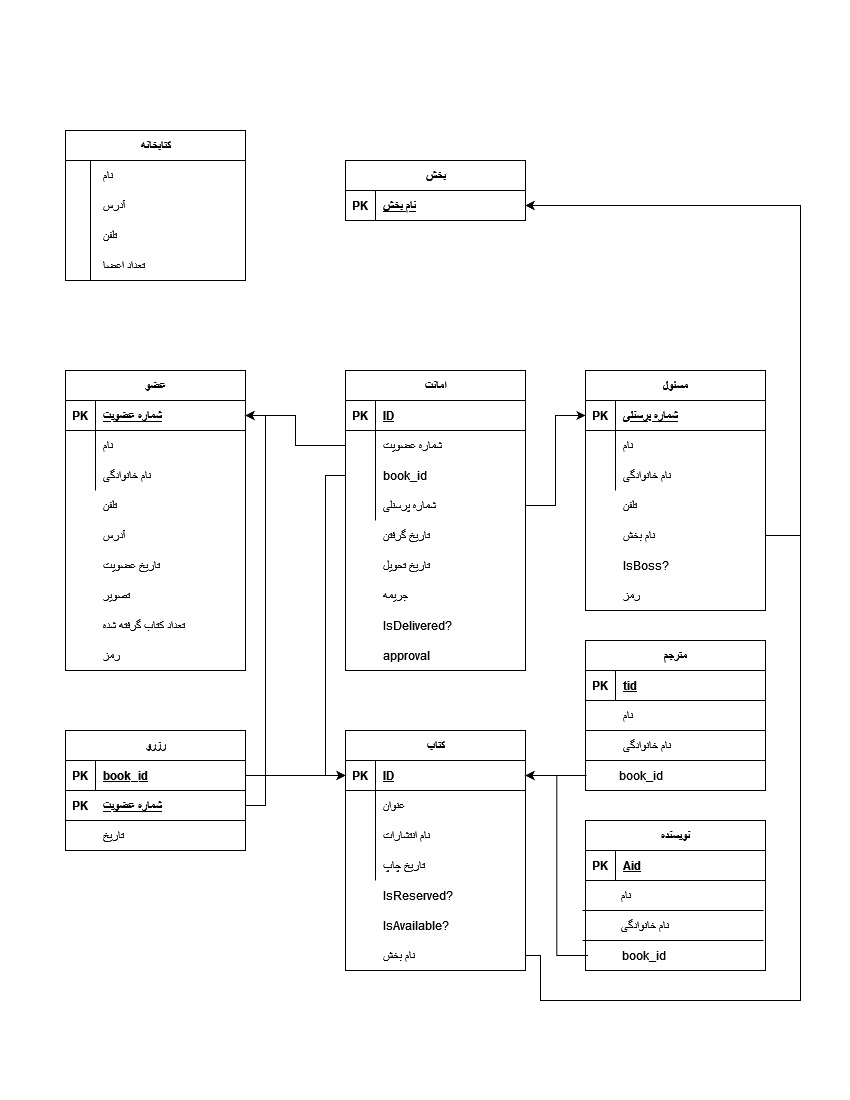 کتابخانه
نام
آدرس
تلفن
تعداد اعضا
بخش
PK نام بخش
عضو
PK شماره عضویت
نام
نام خانوادگی
تلفن
آدرس
تاریخ عضویت
تصویر
تعداد کتاب گرفته شده
رمز
امانت
PK ID
شماره عضویت
book_id
شماره پرسنلی
تاریخ گرفتن
تاریخ تحویل
جریمه
IsDelivered?
approval
مسئول
PK شماره پرسنلی
نام
نام خانوادگی
تلفن
نام بخش
IsBoss?
رمز
مترجم
PK tid
نام
نام خانوادگی
book_id
رزرو
PK book_id
PK شماره عضویت
تاریخ
کتاب
PK ID
عنوان
نام انتشارات
تاریخ چاپ
IsReserved?
IsAvailable?
نام بخش
نویسنده
PK Aid
نام
نام خانوادگی
book_id